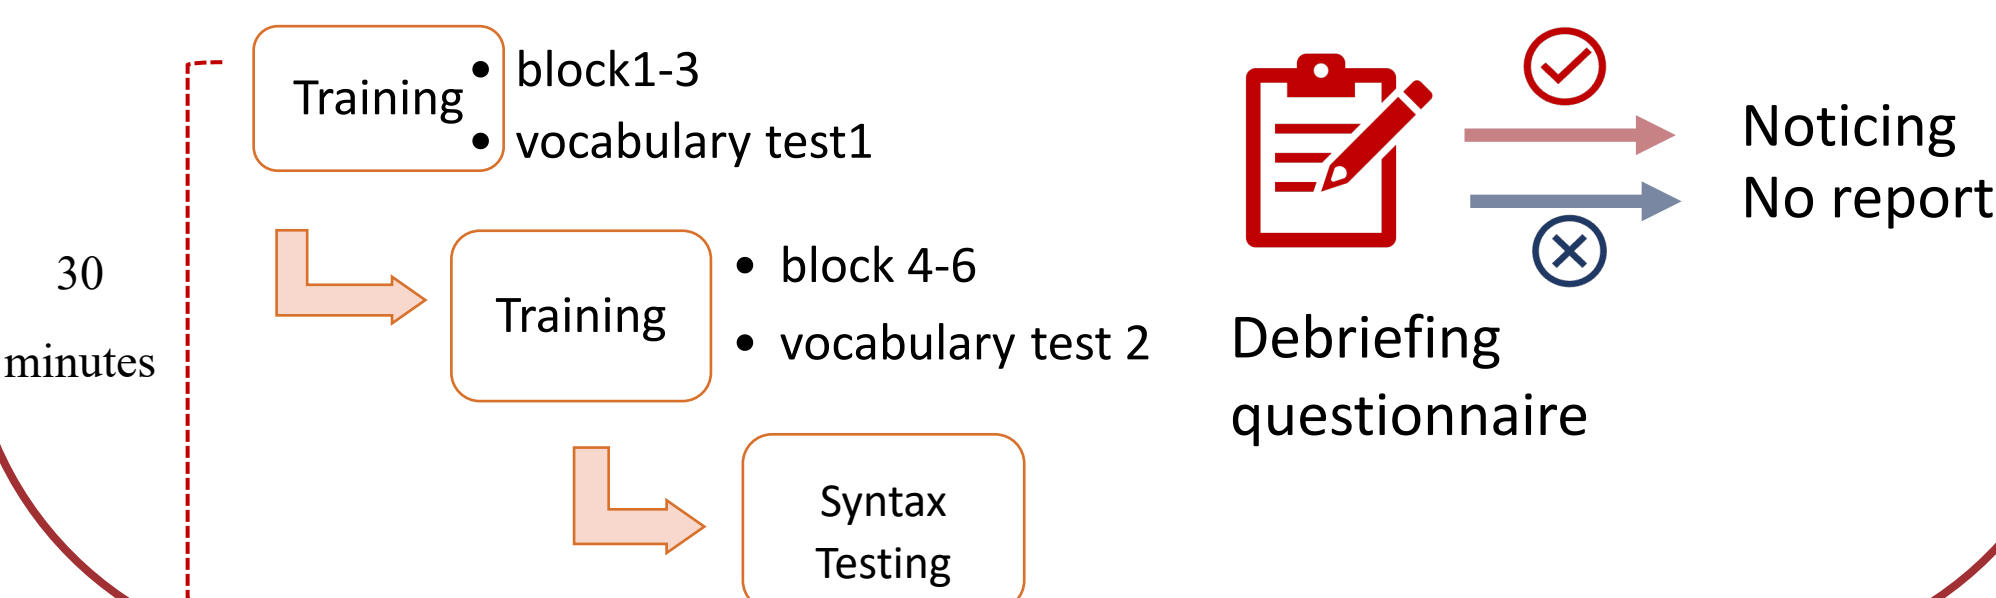 30
minutes
Training
• block1-3
• vocabulary test1
Training
• block 4-6
• vocabulary test 2
Syntax
Testing
Debriefing
questionnaire
Noticing
No report